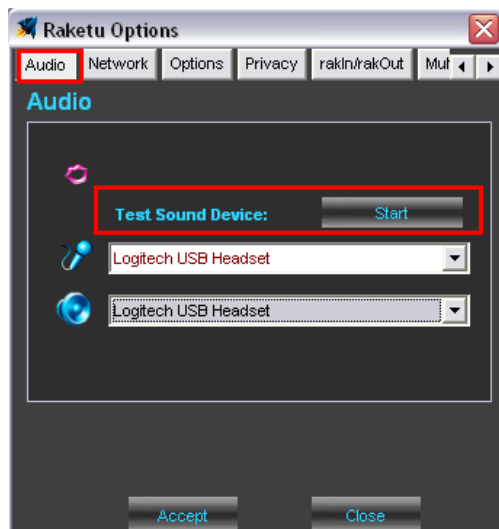 Raketu Options
Audio Network Options Privacy rakIn/rakOut
Audio
Test Sound Device: Start
Logitech USB Headset
Logitech USB Headset
Accept Close